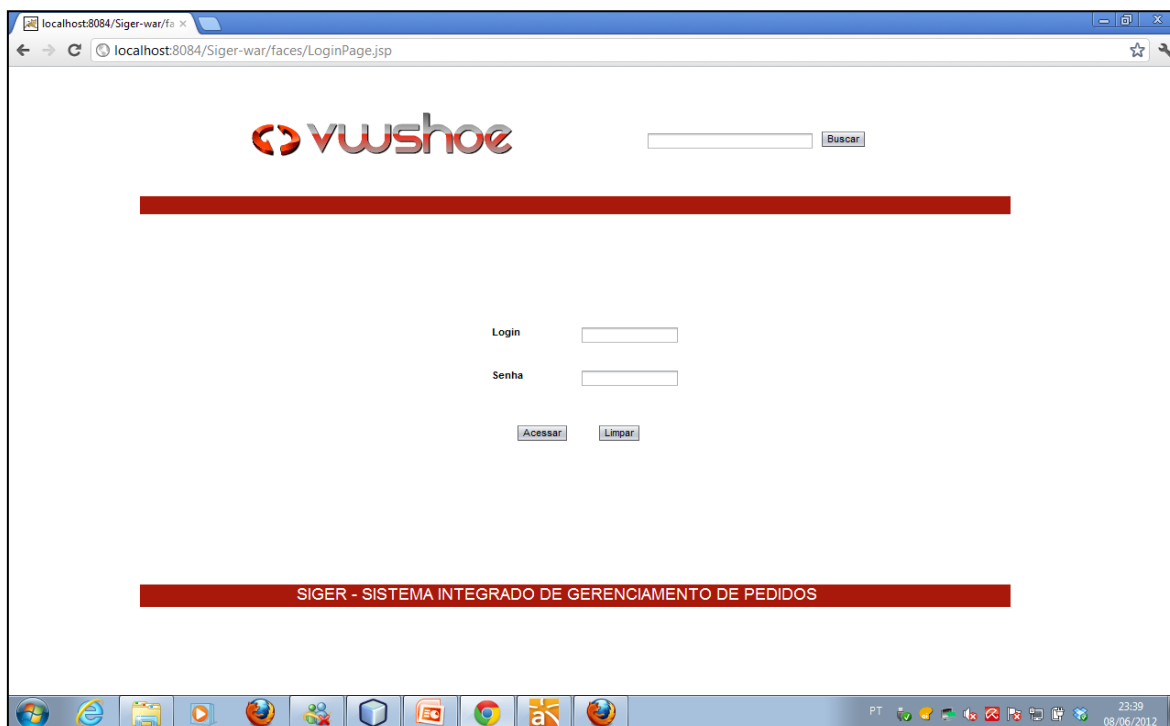 localhost:8084/Siger-war/fa
localhost:8084/Siger-war/faces/LoginPage.jsp
vwshoe
Buscar
Login
Senha
Acessar
Limpar
SIGER - SISTEMA INTEGRADO DE GERENCIAMENTO DE PEDIDOS
PT
23:39
08/06/2012